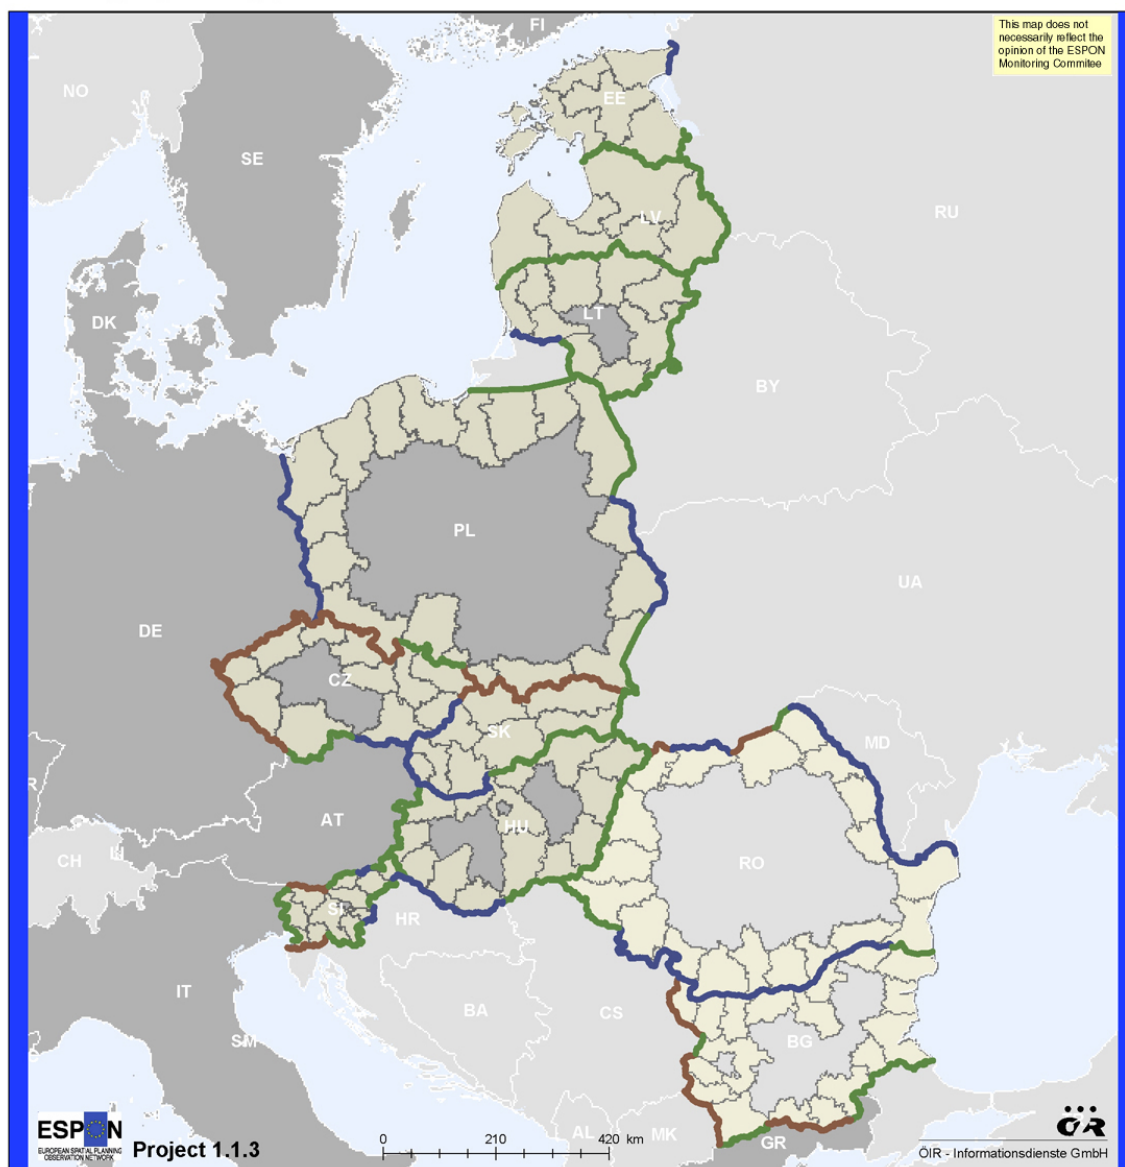 This map does not
necessarily reflect the
opinion of the ESPON
Monitoring Commitee
FI
NO
EE
SE
LV
RU
DK
LT
BY
PL
UA
DE
CZ
SK
MD
R
AT
HU
CH
LI
RO
SI
HR
IT
BA
CS
SM
BG
AL
MK
GR
ESPON
EUROPEAN SPATIAL PLANNING
OBSERVATION NETWORK
Project 1.1.3
0 210 420 km
ÖIR
ÖIR - Informationsdienste GmbH